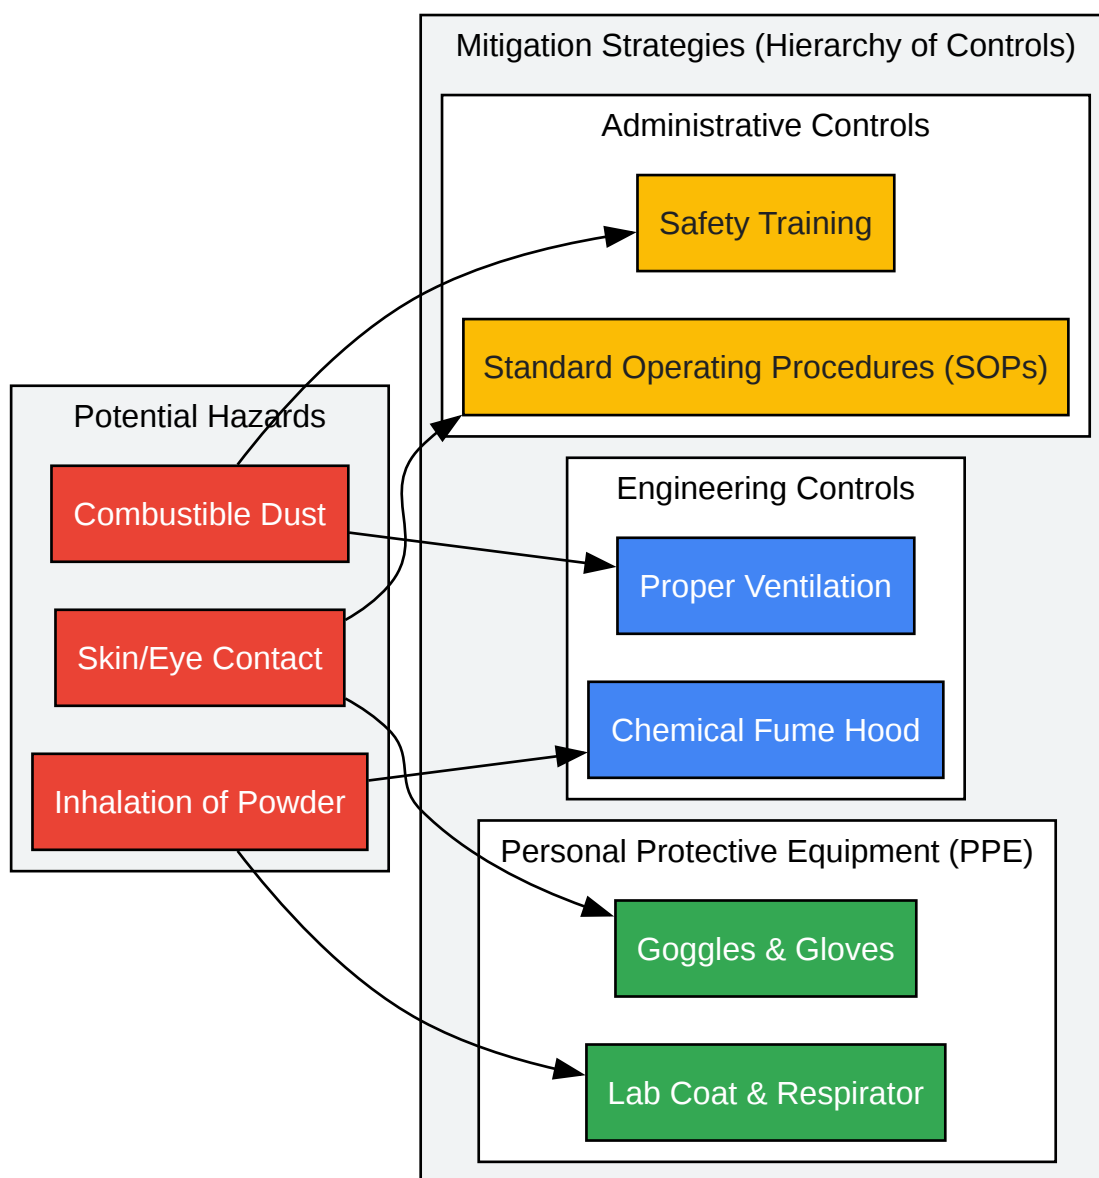 Mitigation Strategies (Hierarchy of Controls)
Administrative Controls
Safety Training
Standard Operating Procedures (SOPs)
Potential Hazards
Combustible Dust
Skin/Eye Contact
Inhalation of Powder
Engineering Controls
Proper Ventilation
Chemical Fume Hood
Personal Protective Equipment (PPE)
Goggles & Gloves
Lab Coat & Respirator